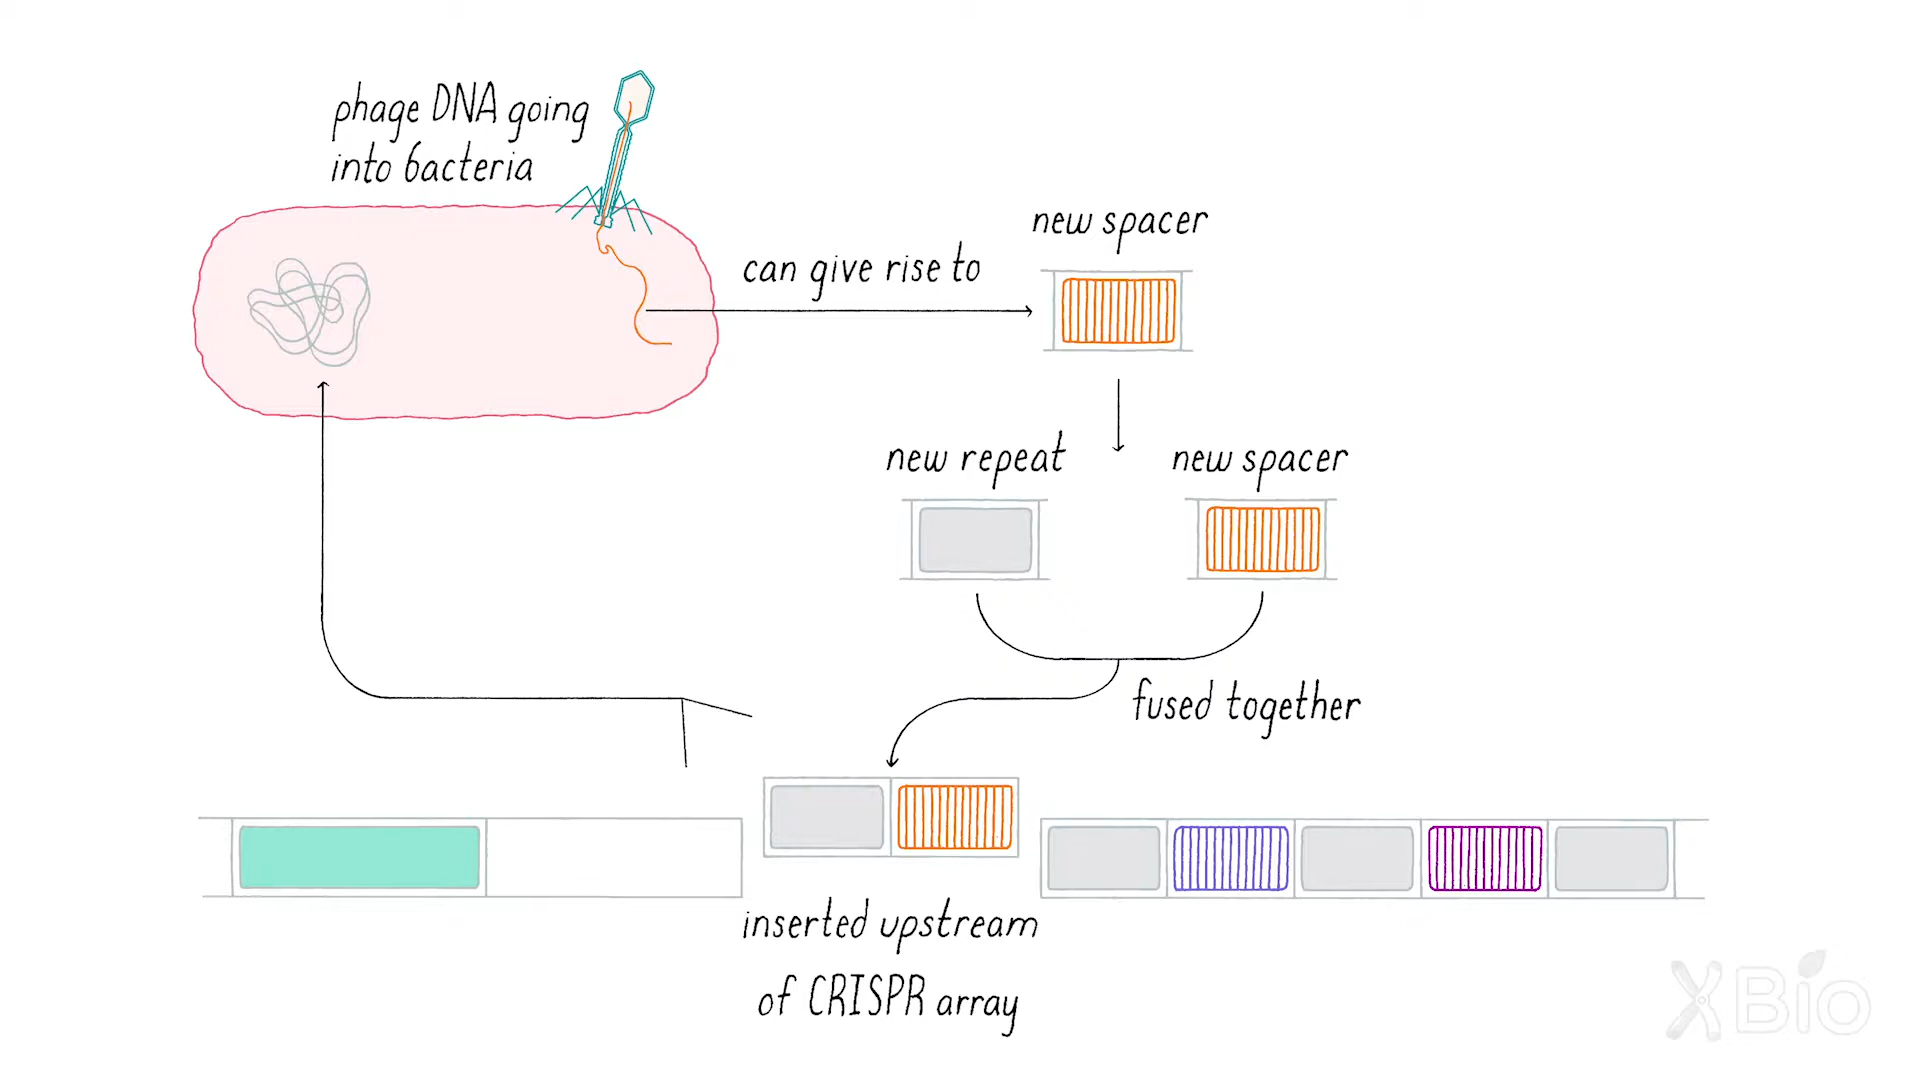 phage DNA going
into bacteria
can give rise to
new spacer
new repeat
new spacer
fused together
inserted upstream
of CRISPR array
XBio